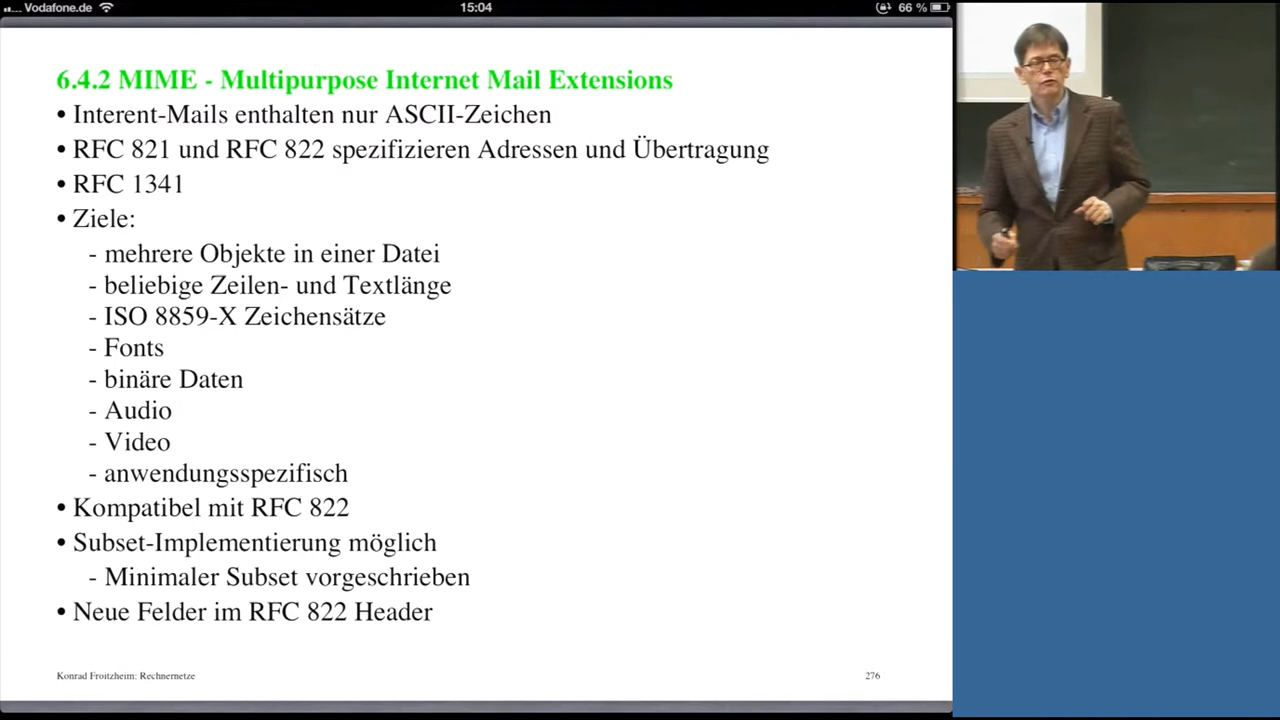 Vodafone.de
15:04
66 %
6.4.2 MIME - Multipurpose Internet Mail Extensions
• Interent-Mails enthalten nur ASCII-Zeichen
• RFC 821 und RFC 822 spezifizieren Adressen und Übertragung
• RFC 1341
• Ziele:
- mehrere Objekte in einer Datei
- beliebige Zeilen- und Textlänge
- ISO 8859-X Zeichensätze
- Fonts
- binäre Daten
- Audio
- Video
- anwendungsspezifisch
• Kompatibel mit RFC 822
• Subset-Implementierung möglich
- Minimaler Subset vorgeschrieben
• Neue Felder im RFC 822 Header
Konrad Froitzheim: Rechnernetze
276